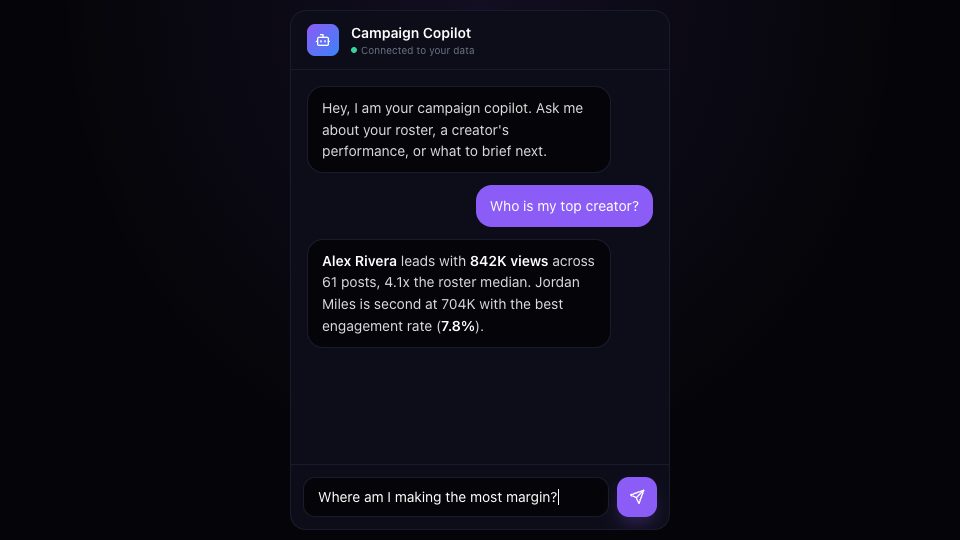 Campaign Copilot
Connected to your data
Hey, I am your campaign copilot. Ask me
about your roster, a creator's
performance, or what to brief next.
Who is my top creator?
Alex Rivera leads with 842K views across
61 posts, 4.1x the roster median. Jordan
Miles is second at 704K with the best
engagement rate (7.8%).
Where am I making the most margin?